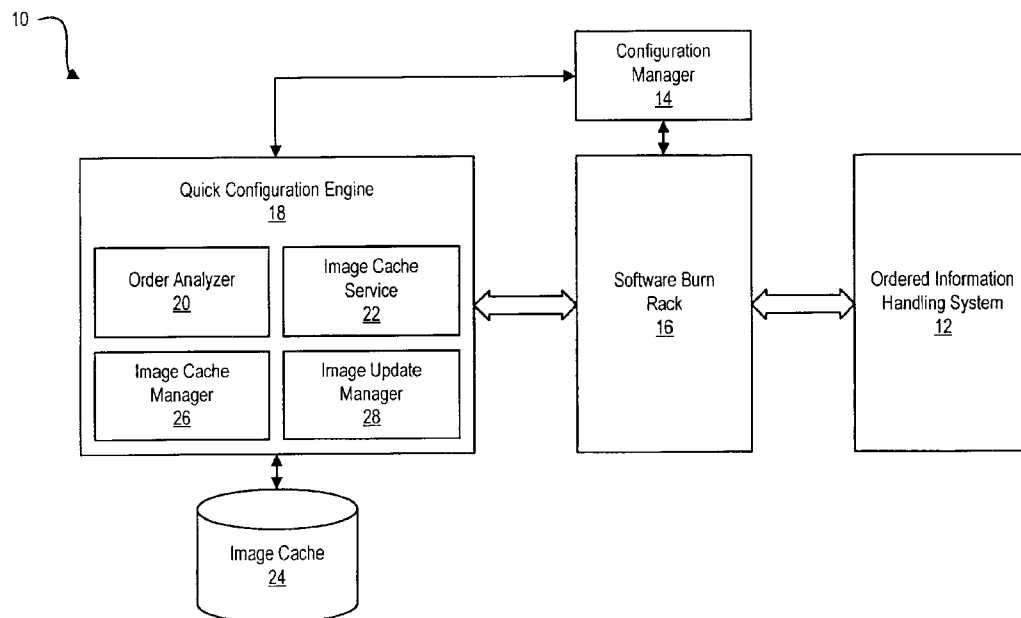 10
Configuration
Manager
14
Quick Configuration Engine
18
Order Analyzer
20
Image Cache
Service
22
Image Cache
Manager
26
Image Update
Manager
28
Software Burn
Rack
16
Ordered Information
Handling System
12
Image Cache
24